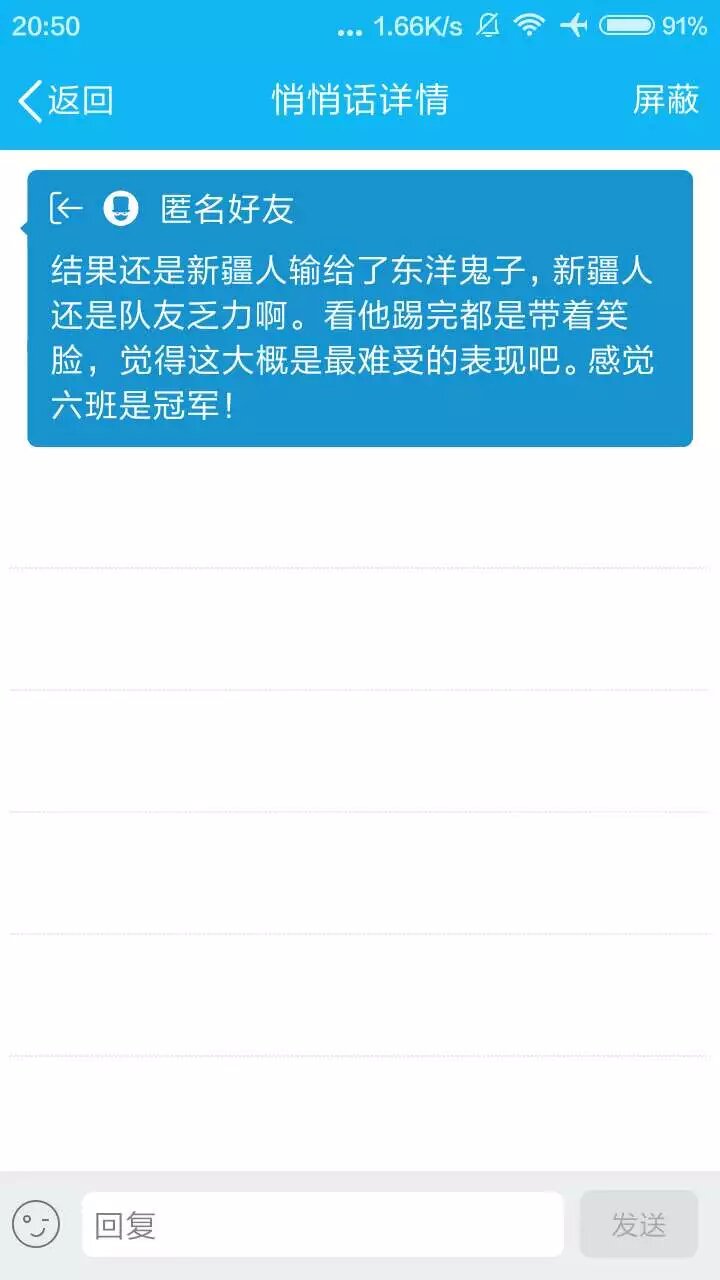 20:50 ... 1.66K/s 91%
返回 悄悄话详情 屏蔽
匿名好友
结果还是新疆人输给了东洋鬼子，新疆人
还是队友乏力啊。看他踢完都是带着笑
脸，觉得这大概是最难受的表现吧。感觉
六班是冠军！
回复 发送